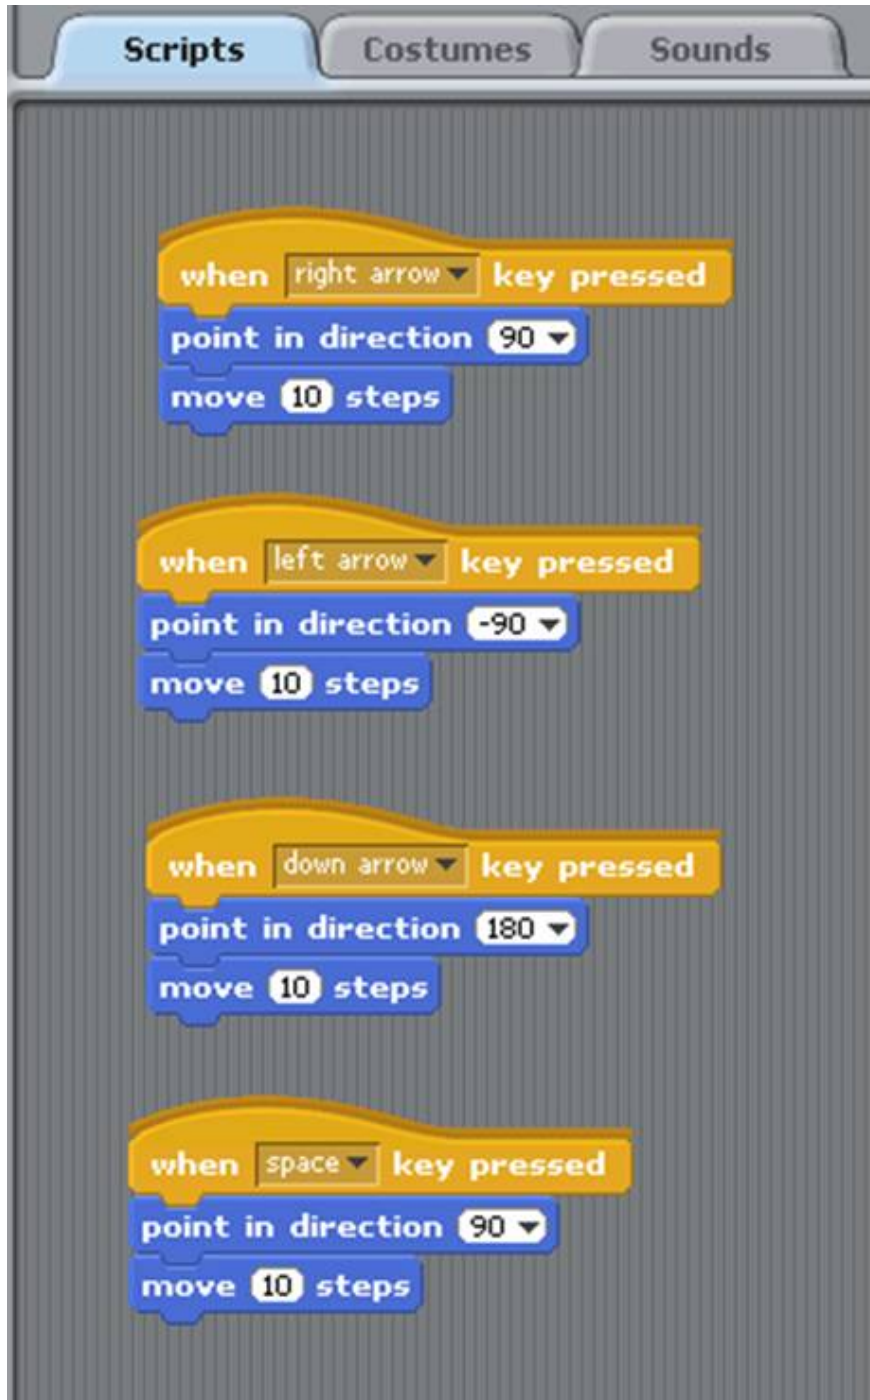 Scripts Costumes Sounds
when right arrow key pressed
point in direction 90
move 10 steps
when left arrow key pressed
point in direction -90
move 10 steps
when down arrow key pressed
point in direction 180
move 10 steps
when space key pressed
point in direction 90
move 10 steps